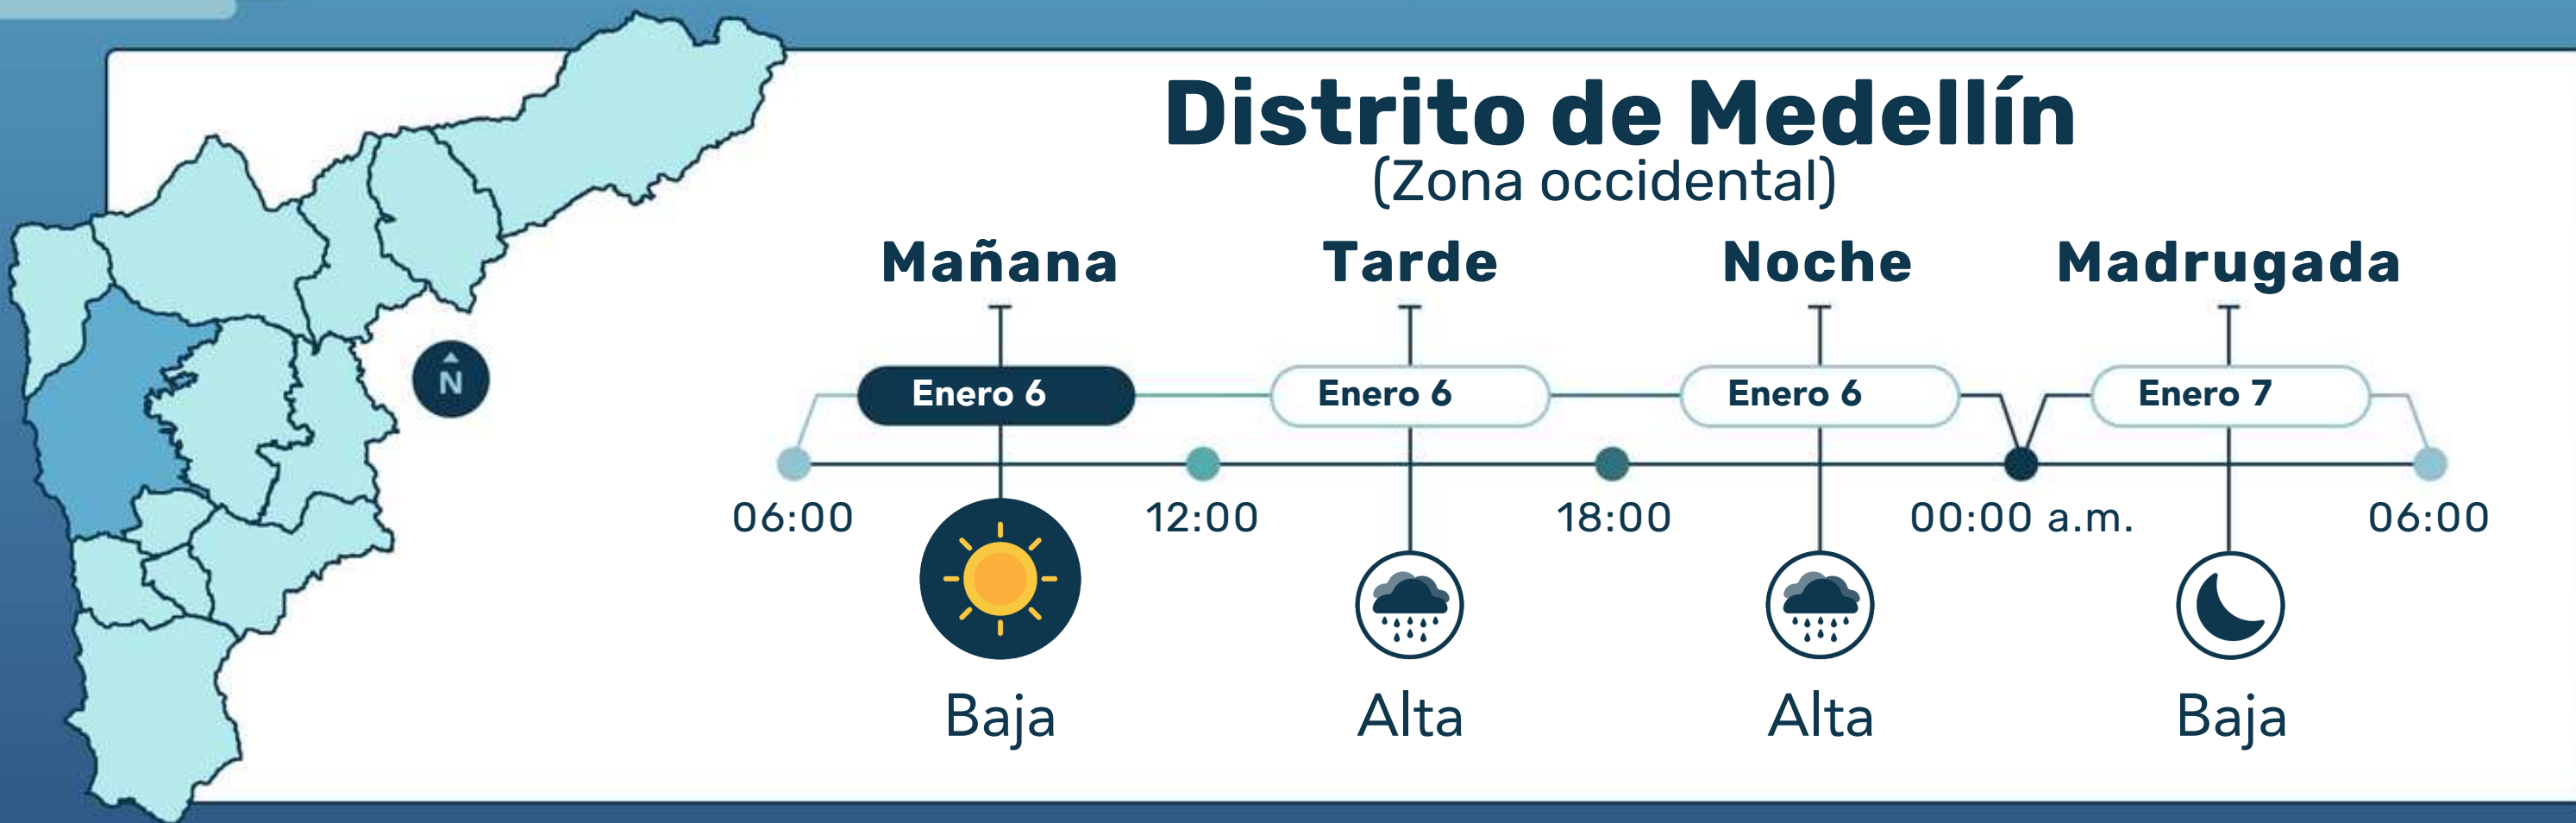 Distrito de Medellín
(Zona occidental)
Mañana Tarde Noche Madrugada
N
Enero 6 Enero 6 Enero 6 Enero 7
06:00 12:00 18:00 00:00 a.m. 06:00
Baja Alta Alta Baja